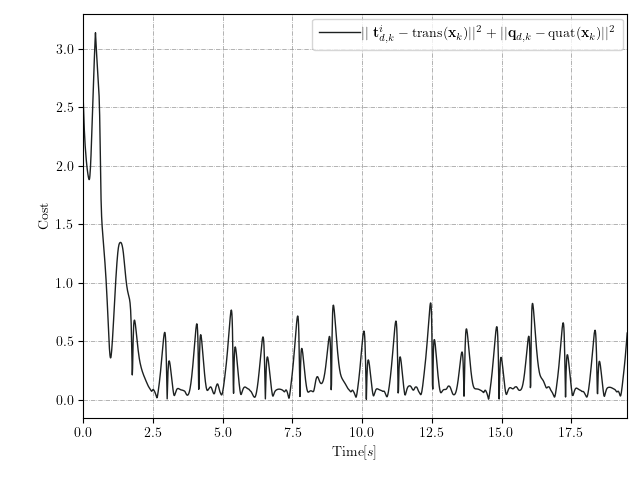 || t^i_{d,k} − trans(x_k)||^2 + ||q_{d,k} − quat(x_k)||^2
3.0
2.5
2.0
1.5
1.0
0.5
0.0
Cost
0.0 2.5 5.0 7.5 10.0 12.5 15.0 17.5
Time[s]